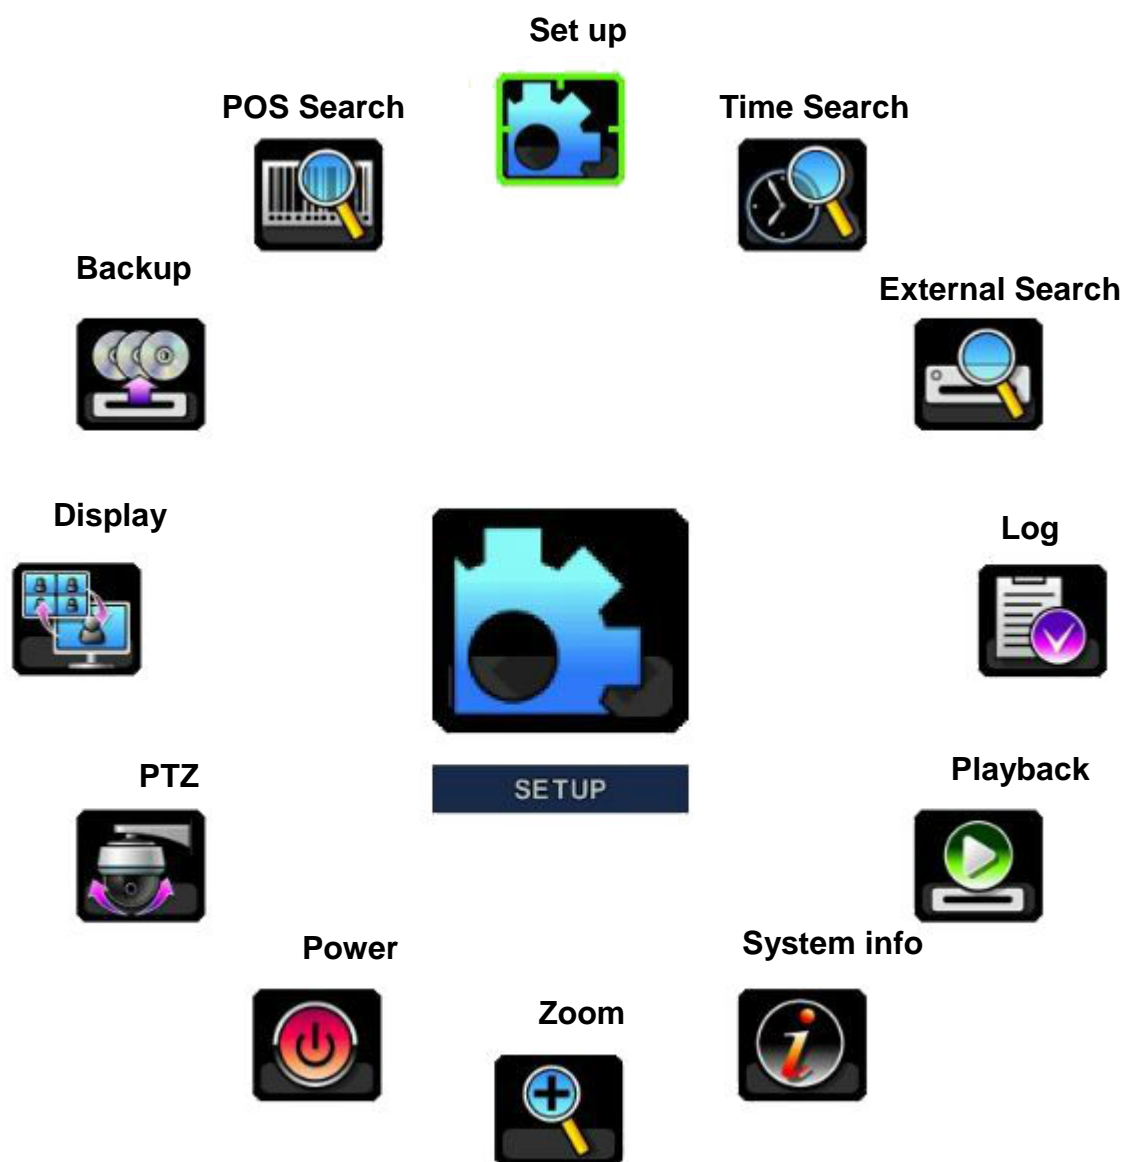 Set up
POS Search
Time Search
Backup
External Search
Display
Log
SETUP
PTZ
Playback
Power
System info
Zoom